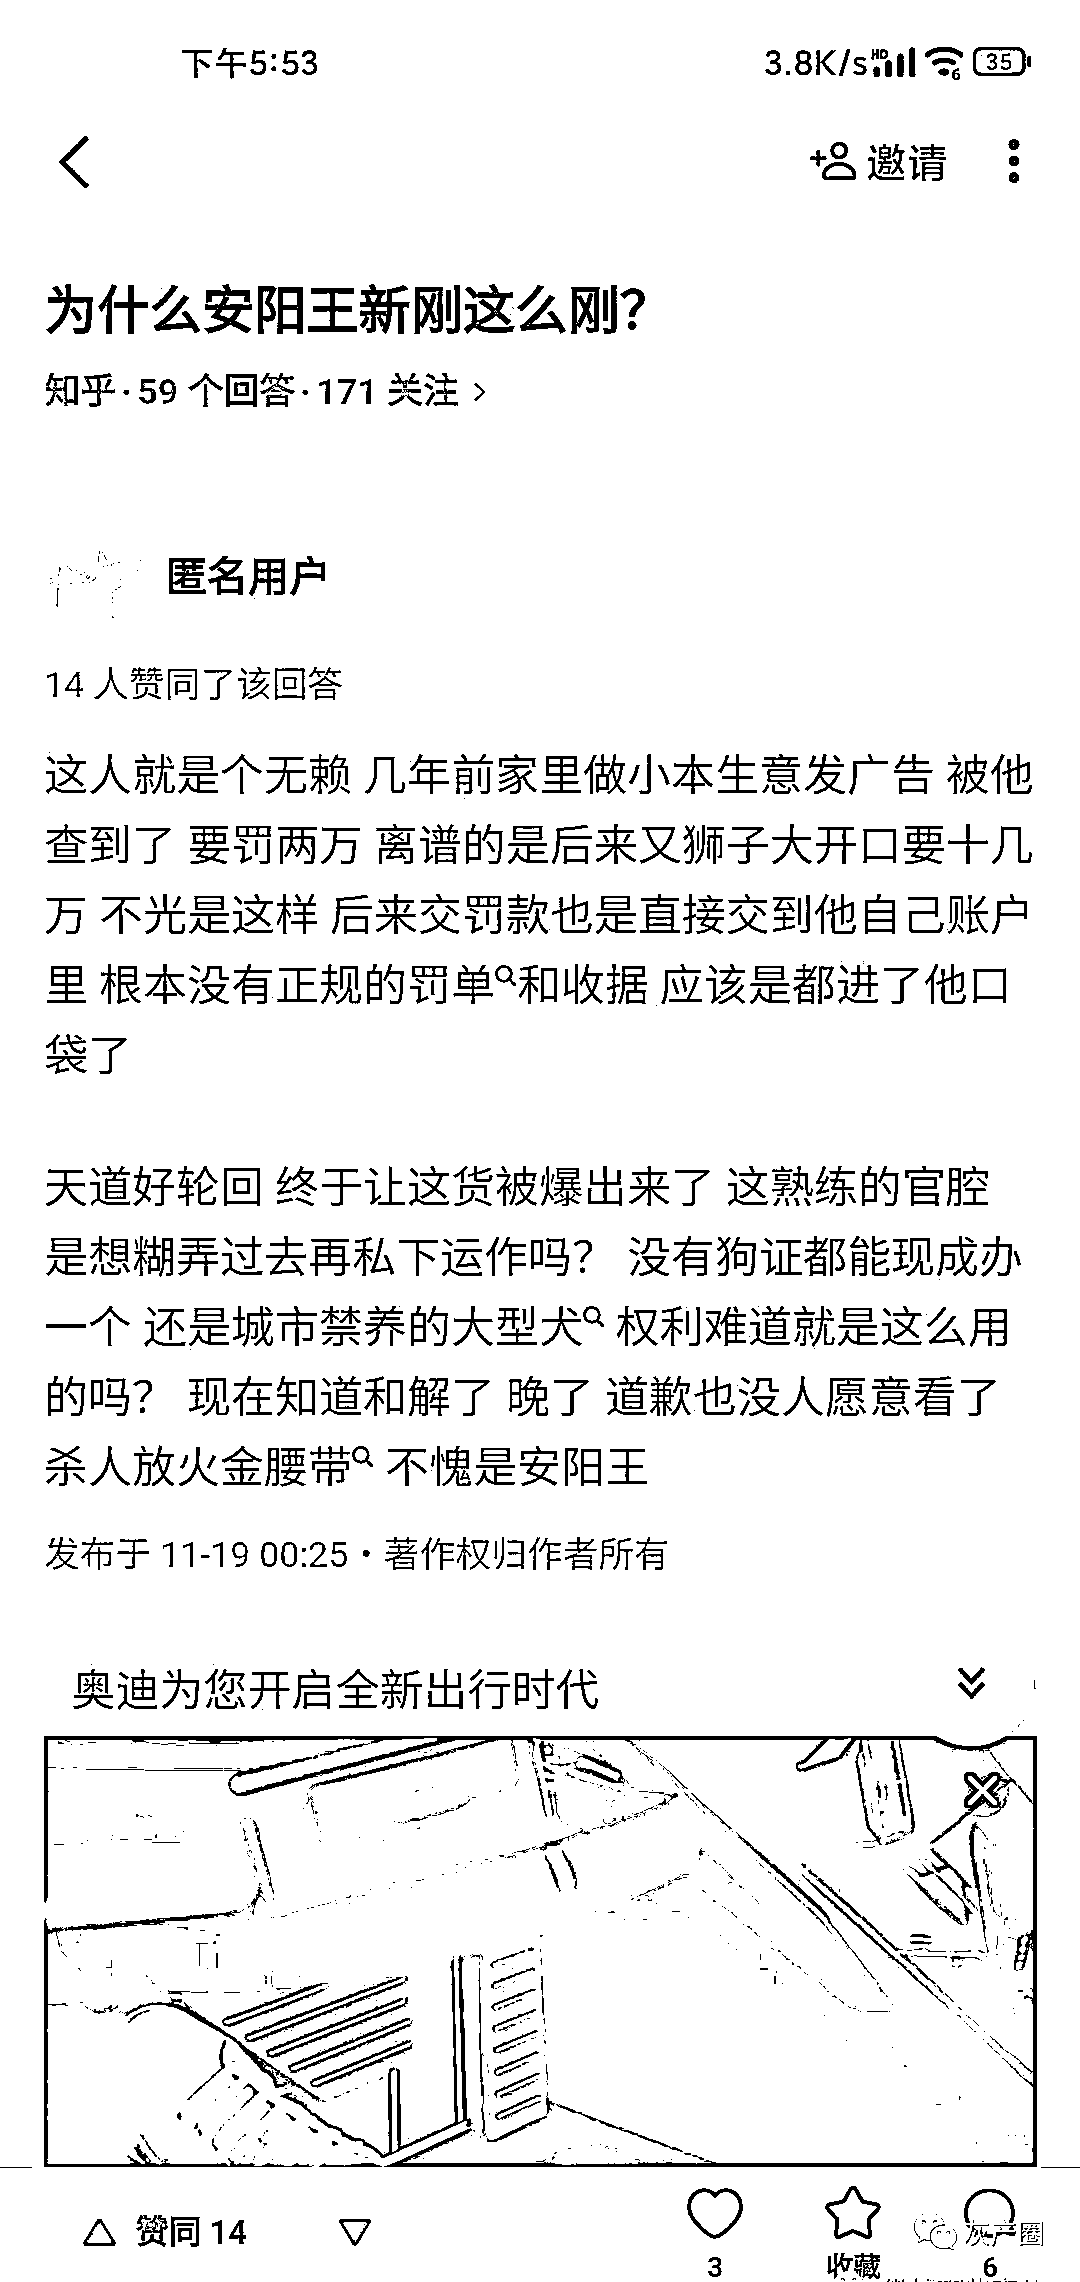 下午5:53
3.8K/s HD 6 35
邀请
为什么安阳王新刚这么刚?
知乎·59 个回答·171 关注 >
匿名用户
14 人赞同了该回答
这人就是个无赖 几年前家里做小本生意发广告 被他
查到了 要罚两万 离谱的是后来又狮子大开口要十几
万 不光是这样 后来交罚款也是直接交到他自己账户
里 根本没有正规的罚单和收据 应该是都进了他口
袋了
天道好轮回 终于让这货被爆出来了 这熟练的官腔
是想糊弄过去再私下运作吗? 没有狗证都能现成办
一个 还是城市禁养的大型犬 权利难道就是这么用
的吗? 现在知道和解了 晚了 道歉也没人愿意看了
杀人放火金腰带 不愧是安阳王
发布于 11-19 00:25・著作权归作者所有
奥迪为您开启全新出行时代
赞同 14
3
收藏
6
灰产圈